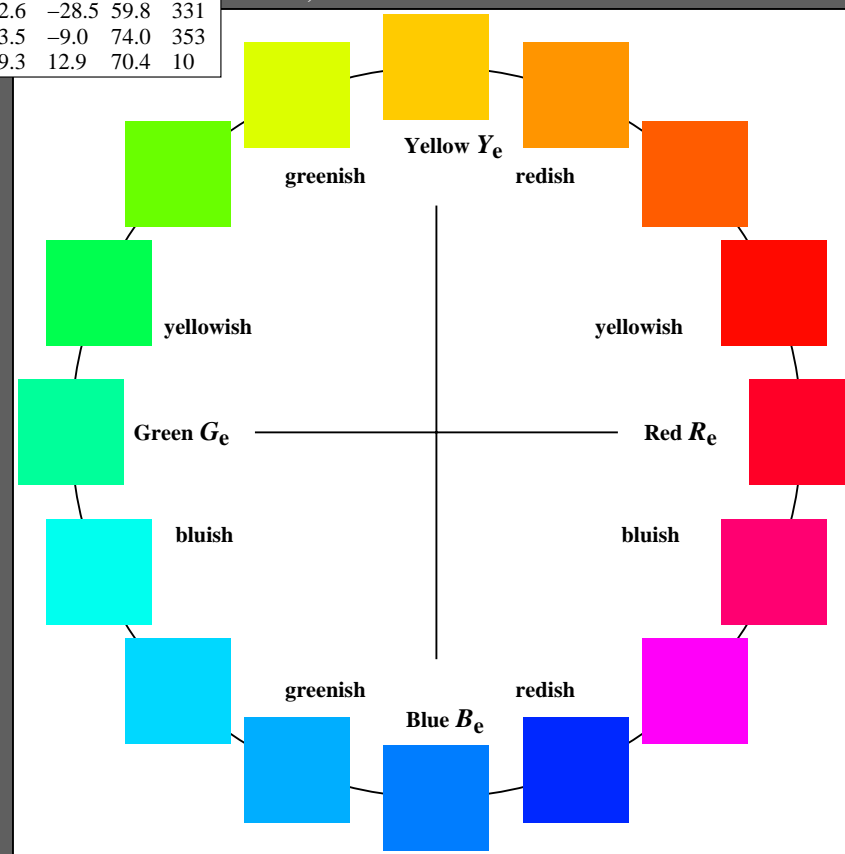 2.6 –28.5 59.8 331
3.5 –9.0 74.0 353
9.3 12.9 70.4 10
Yellow Ye
greenish redish
yellowish yellowish
Green Ge Red Re
bluish bluish
greenish redish
Blue Be